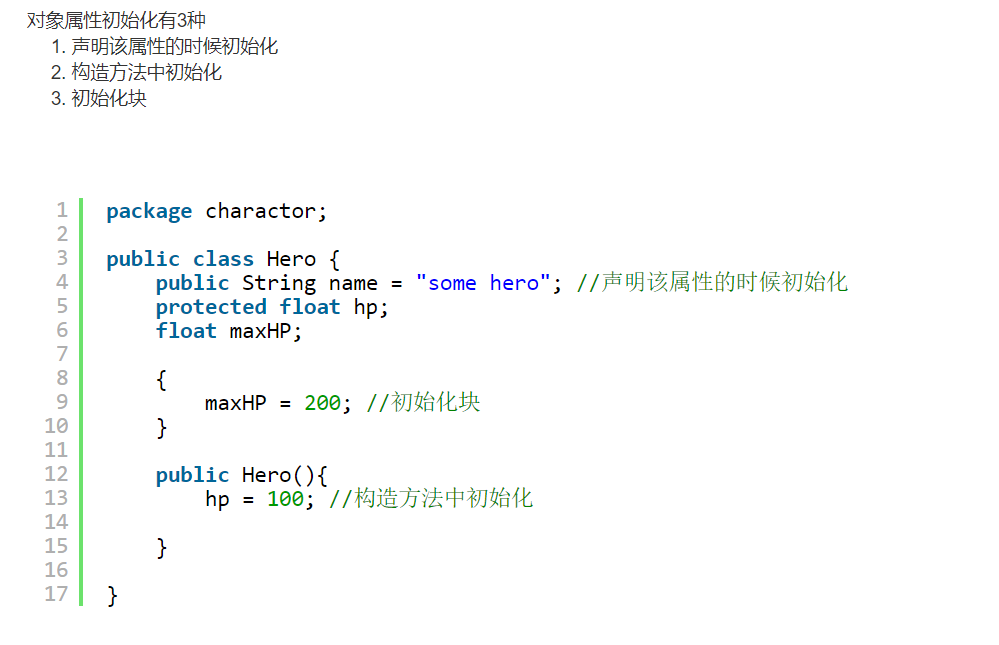 对象属性初始化有3种
1. 声明该属性的时候初始化
2. 构造方法中初始化
3. 初始化块
1 package charactor;
2
3 public class Hero {
4     public String name = "some hero"; //声明该属性的时候初始化
5     protected float hp;
6     float maxHP;
7
8     {
9         maxHP = 200; //初始化块
10     }
11
12     public Hero(){
13         hp = 100; //构造方法中初始化
14
15     }
16
17 }